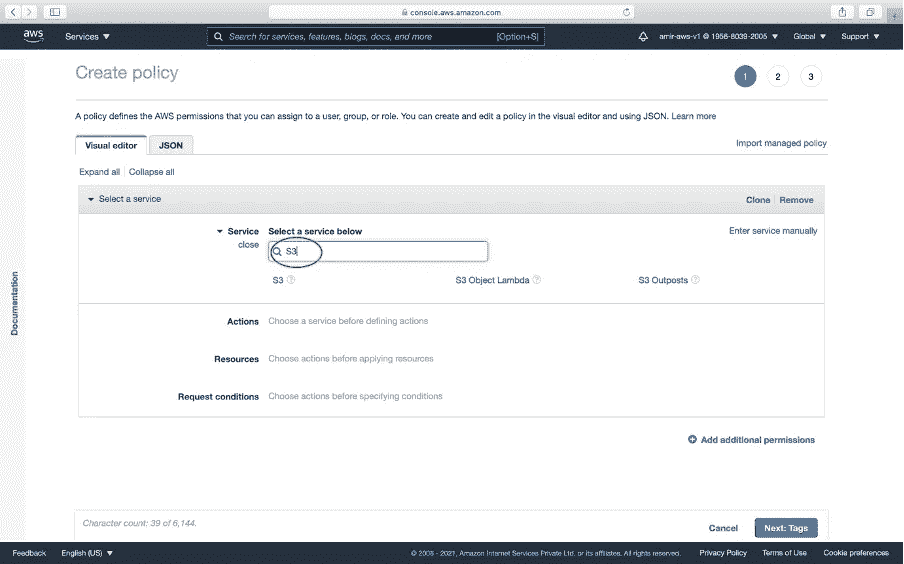 console.aws.amazon.com
aws Services Search for services, features, blogs, docs, and more [Option+S] amir-aws-v1 @ 1956-8039-2005 Global Support
Create policy 1 2 3
A policy defines the AWS permissions that you can assign to a user, group, or role. You can create and edit a policy in the visual editor and using JSON. Learn more
Visual editor JSON Import managed policy
Expand all Collapse all
Select a service Clone Remove
Service Select a service below Enter service manually
close S3
S3 S3 Object Lambda S3 Outposts
Actions Choose a service before defining actions
Resources Choose actions before applying resources
Request conditions Choose actions before specifying conditions
Documentation
Add additional permissions
Character count: 39 of 6,144.
Cancel Next: Tags
Feedback English (US) © 2008 - 2021, Amazon Internet Services Private Ltd. or its affiliates. All rights reserved. Privacy Policy Terms of Use Cookie preferences